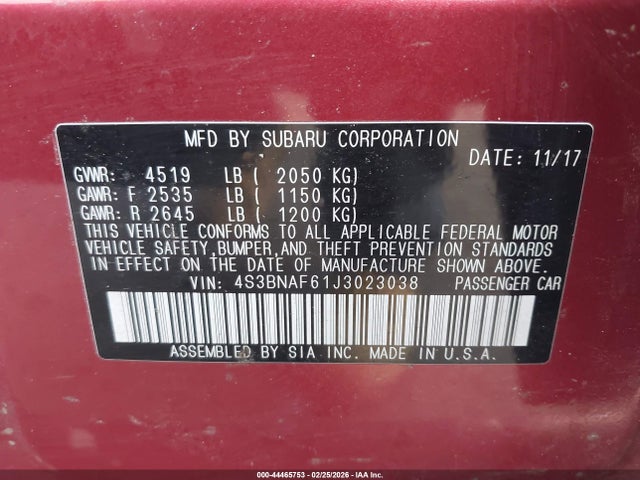 MFD BY SUBARU CORPORATION
DATE: 11/17
GVWR: 4519 LB ( 2050 KG)
GAWR: F 2535 LB ( 1150 KG)
GAWR: R 2645 LB ( 1200 KG)
THIS VEHICLE CONFORMS TO ALL APPLICABLE FEDERAL MOTOR
VEHICLE SAFETY, BUMPER, AND THEFT PREVENTION STANDARDS
IN EFFECT ON THE DATE OF MANUFACTURE SHOWN ABOVE.
VIN: 4S3BNAF61J3023038 PASSENGER CAR
ASSEMBLED BY SIA INC. MADE IN U.S.A.
000-44465753 - 02/25/2026 - Copyright © 2026 - IAA Inc.